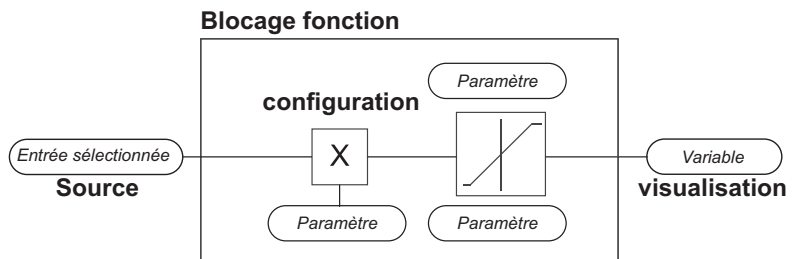 Blocage fonction
Paramètre
configuration
Entrée sélectionnée
X
Variable
Source
visualisation
Paramètre
Paramètre